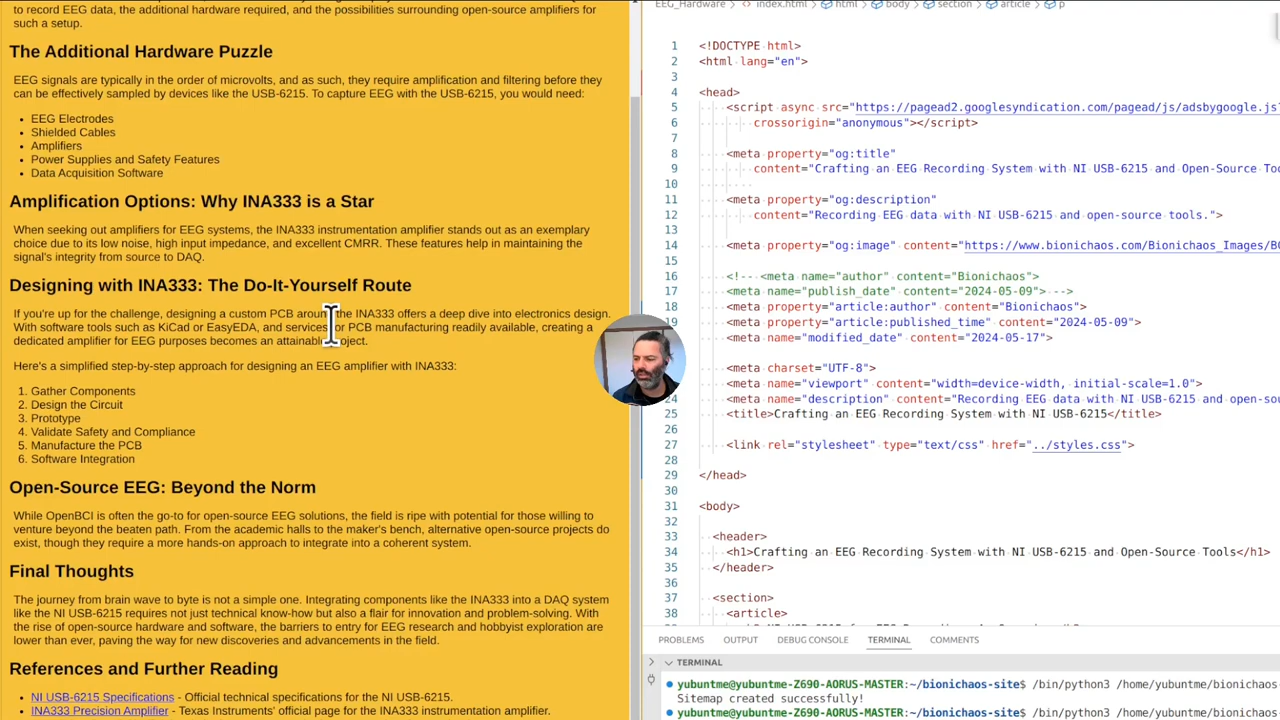 to record EEG data, the additional hardware required, and the possibilities surrounding open-source amplifiers for
such a setup.
The Additional Hardware Puzzle
EEG signals are typically in the order of microvolts, and as such, they require amplification and filtering before they
can be effectively sampled by devices like the USB-6215. To capture EEG with the USB-6215, you would need:
• EEG Electrodes
• Shielded Cables
• Amplifiers
• Power Supplies and Safety Features
• Data Acquisition Software
Amplification Options: Why INA333 is a Star
When seeking out amplifiers for EEG systems, the INA333 instrumentation amplifier stands out as an exemplary
choice due to its low noise, high input impedance, and excellent CMRR. These features help in maintaining the
signal's integrity from source to DAQ.
Designing with INA333: The Do-It-Yourself Route
If you're up for the challenge, designing a custom PCB around the INA333 offers a deep dive into electronics design.
With software tools such as KiCad or EasyEDA, and services for PCB manufacturing readily available, creating a
dedicated amplifier for EEG purposes becomes an attainable project.
Here's a simplified step-by-step approach for designing an EEG amplifier with INA333:
1. Gather Components
2. Design the Circuit
3. Prototype
4. Validate Safety and Compliance
5. Manufacture the PCB
6. Software Integration
Open-Source EEG: Beyond the Norm
While OpenBCI is often the go-to for open-source EEG solutions, the field is ripe with potential for those willing to
venture beyond the beaten path. From the academic halls to the maker's bench, alternative open-source projects do
exist, though they require a more hands-on approach to integrate into a coherent system.
Final Thoughts
The journey from brain wave to byte is not a simple one. Integrating components like the INA333 into a DAQ system
like the NI USB-6215 requires not just technical know-how but also a flair for innovation and problem-solving. With
the rise of open-source hardware and software, the barriers to entry for EEG research and hobbyist exploration are
lower than ever, paving the way for new discoveries and advancements in the field.
References and Further Reading
• NI USB-6215 Specifications - Official technical specifications for the NI USB-6215.
• INA333 Precision Amplifier - Texas Instruments' official page for the INA333 instrumentation amplifier.
EEG_Hardware > index.html > html > body > section > article > p
1 <!DOCTYPE html>
2 <html lang="en">
3
4 <head>
5 <script async src="https://pagead2.googlesyndication.com/pagead/js/adsbygoogle.js?
6 crossorigin="anonymous"></script>
7
8 <meta property="og:title"
9 content="Crafting an EEG Recording System with NI USB-6215 and Open-Source Too
10
11 <meta property="og:description"
12 content="Recording EEG data with NI USB-6215 and open-source tools.">
13
14 <meta property="og:image" content="https://www.bionichaos.com/Bionichaos_Images/BO
15
16 <!-- <meta name="author" content="Bionichaos">
17 <meta name="publish_date" content="2024-05-09"> -->
18 <meta property="article:author" content="Bionichaos">
19 <meta property="article:published_time" content="2024-05-09">
<meta name="modified_date" content="2024-05-17">
<meta charset="UTF-8">
<meta name="viewport" content="width=device-width, initial-scale=1.0">
24 <meta name="description" content="Recording EEG data with NI USB-6215 and open-sou
25 <title>Crafting an EEG Recording System with NI USB-6215</title>
26
27 <link rel="stylesheet" type="text/css" href="../styles.css">
28
29 </head>
30
31 <body>
32
33 <header>
34 <h1>Crafting an EEG Recording System with NI USB-6215 and Open-Source Tools</h1>
35 </header>
36
37 <section>
38 <article>
PROBLEMS OUTPUT DEBUG CONSOLE TERMINAL COMMENTS
TERMINAL
yubuntme@yubuntme-Z690-AORUS-MASTER:~/bionichaos-site$ /bin/python3 /home/yubuntme/bionichaos-
Sitemap created successfully!
yubuntme@yubuntme-Z690-AORUS-MASTER:~/bionichaos-site$ /bin/python3 /home/yubuntme/bionichaos-